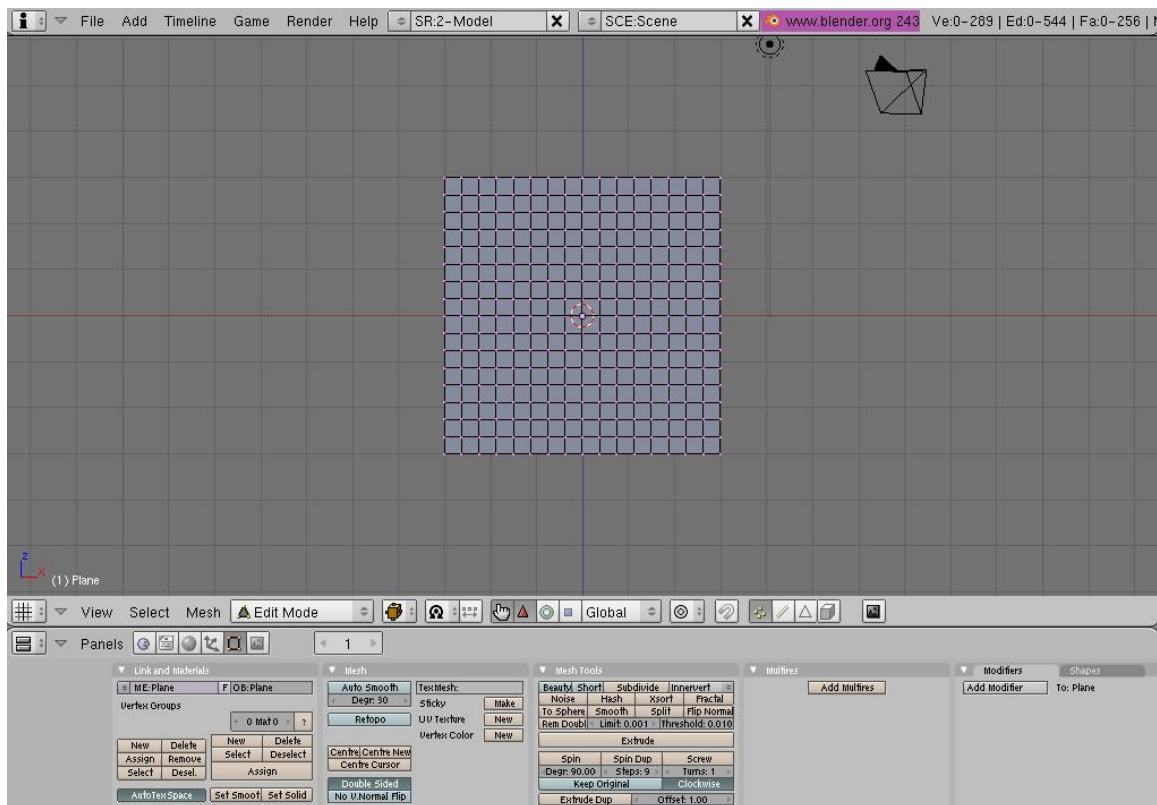 File Add Timeline Game Render Help SR:2-Model SCE:Scene www.blender.org 243 Ve:0-289 | Ed:0-544 | Fa:0-256 |
z
x
(1) Plane
View Select Mesh Edit Mode Global
Panels 1
Link and Materials
ME:Plane F OB:Plane
Vertex Groups
0 Mat 0 ?
New Delete New Delete
Assign Remove Select Deselect
Select Desel. Assign
AutoTexSpace Set Smoot Set Solid
Mesh
Auto Smooth TexMesh:
Degr: 30 Sticky Make
Retopo UV Texture New
Vertex Color New
Centre Centre New
Centre Cursor
Double Sided
No V.Normal Flip
Mesh Tools
Beauty Short Subdivide Innervert
Noise Hash Xsort Fractal
To Sphere Smooth Split Flip Normal
Rem Doubl Limit: 0.001 Threshold: 0.010
Extrude
Spin Spin Dup Screw
Degr: 90.00 Steps: 9 Turns: 1
Keep Original Clockwise
Extrude Dup Offset: 1.00
Multires
Add Multires
Modifiers Shapes
Add Modifier To: Plane